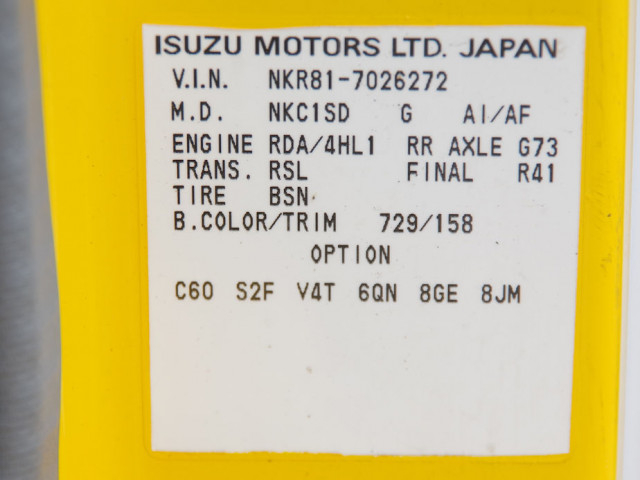 ISUZU MOTORS LTD. JAPAN
V.I.N. NKR81-7026272
M.D. NKC1SD G AI/AF
ENGINE RDA/4HL1 RR AXLE G73
TRANS. RSL FINAL R41
TIRE BSN
B.COLOR/TRIM 729/158
OPTION
C60 S2F V4T 6QN 8GE 8JM